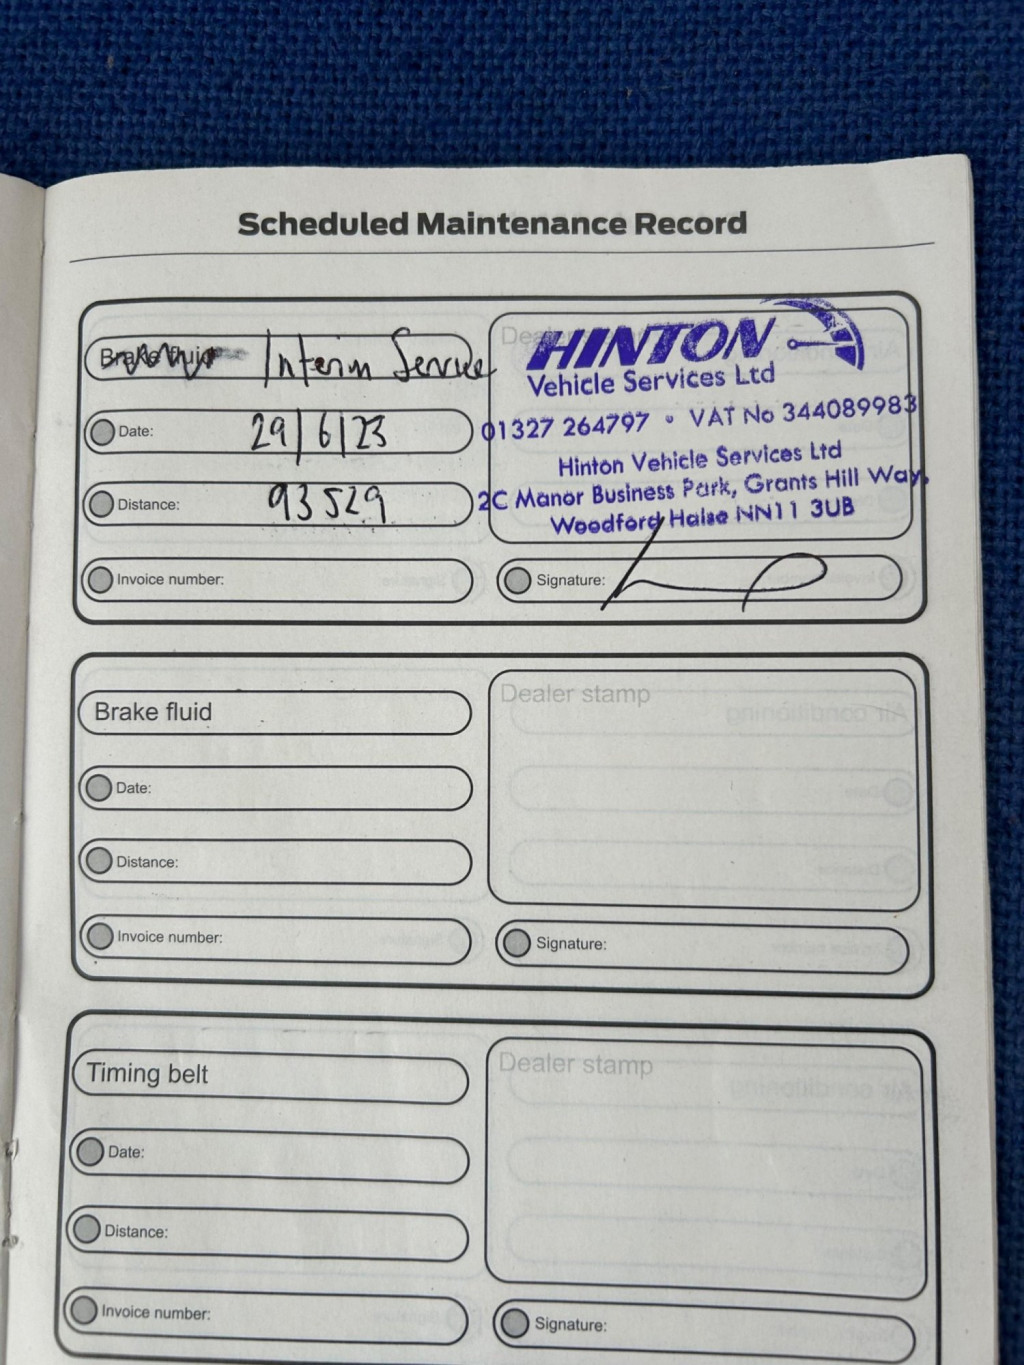 Scheduled Maintenance Record
Brake fluid Interim Service
Date: 29/6/23
Distance: 93529
Invoice number:
HINTON
Vehicle Services Ltd
01327 264797 • VAT No 344089983
Hinton Vehicle Services Ltd
2C Manor Business Park, Grants Hill Way,
Woodford Halse NN11 3UB
Signature:
Brake fluid
Date:
Distance:
Invoice number:
Dealer stamp
Signature:
Timing belt
Date:
Distance:
Invoice number:
Dealer stamp
Signature: